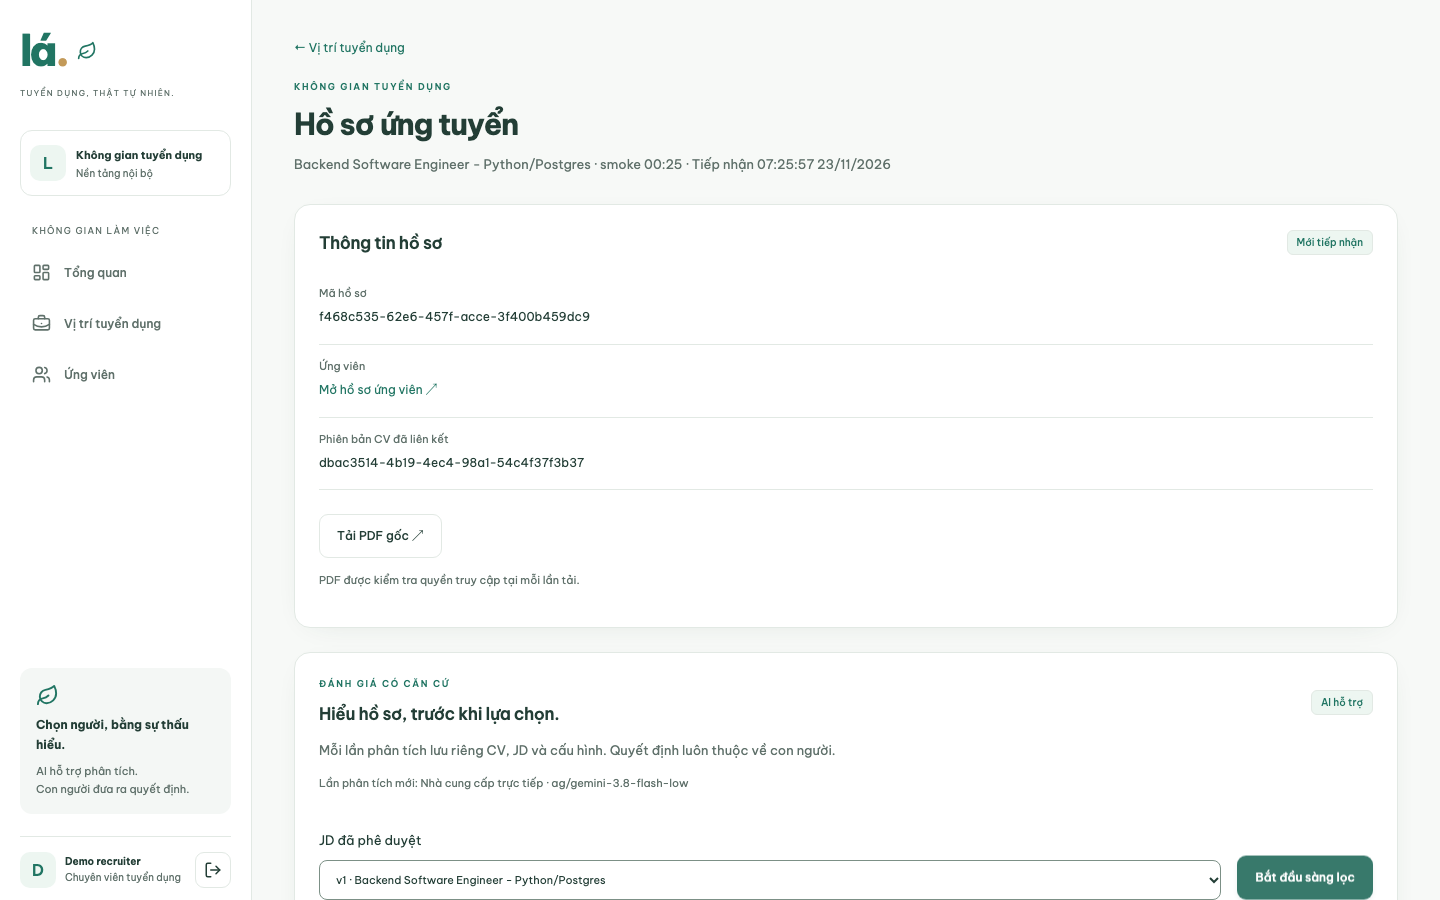 lá.
TUYỂN DỤNG, THẬT TỰ NHIÊN.
L
Không gian tuyển dụng
Nền tảng nội bộ
KHÔNG GIAN LÀM VIỆC
Tổng quan
Vị trí tuyển dụng
Ứng viên
Chọn người, bằng sự thấu
hiểu.
AI hỗ trợ phân tích.
Con người đưa ra quyết định.
D
Demo recruiter
Chuyên viên tuyển dụng
← Vị trí tuyển dụng
KHÔNG GIAN TUYỂN DỤNG
Hồ sơ ứng tuyển
Backend Software Engineer - Python/Postgres · smoke 00:25 · Tiếp nhận 07:25:57 23/11/2026
Thông tin hồ sơ
Mới tiếp nhận
Mã hồ sơ
f468c535-62e6-457f-acce-3f400b459dc9
Ứng viên
Mở hồ sơ ứng viên ↗
Phiên bản CV đã liên kết
dbac3514-4b19-4ec4-98a1-54c4f37f3b37
Tải PDF gốc ↗
PDF được kiểm tra quyền truy cập tại mỗi lần tải.
ĐÁNH GIÁ CÓ CĂN CỨ
Hiểu hồ sơ, trước khi lựa chọn.
AI hỗ trợ
Mỗi lần phân tích lưu riêng CV, JD và cấu hình. Quyết định luôn thuộc về con người.
Lần phân tích mới: Nhà cung cấp trực tiếp · ag/gemini-3.8-flash-low
JD đã phê duyệt
v1 · Backend Software Engineer - Python/Postgres
Bắt đầu sàng lọc